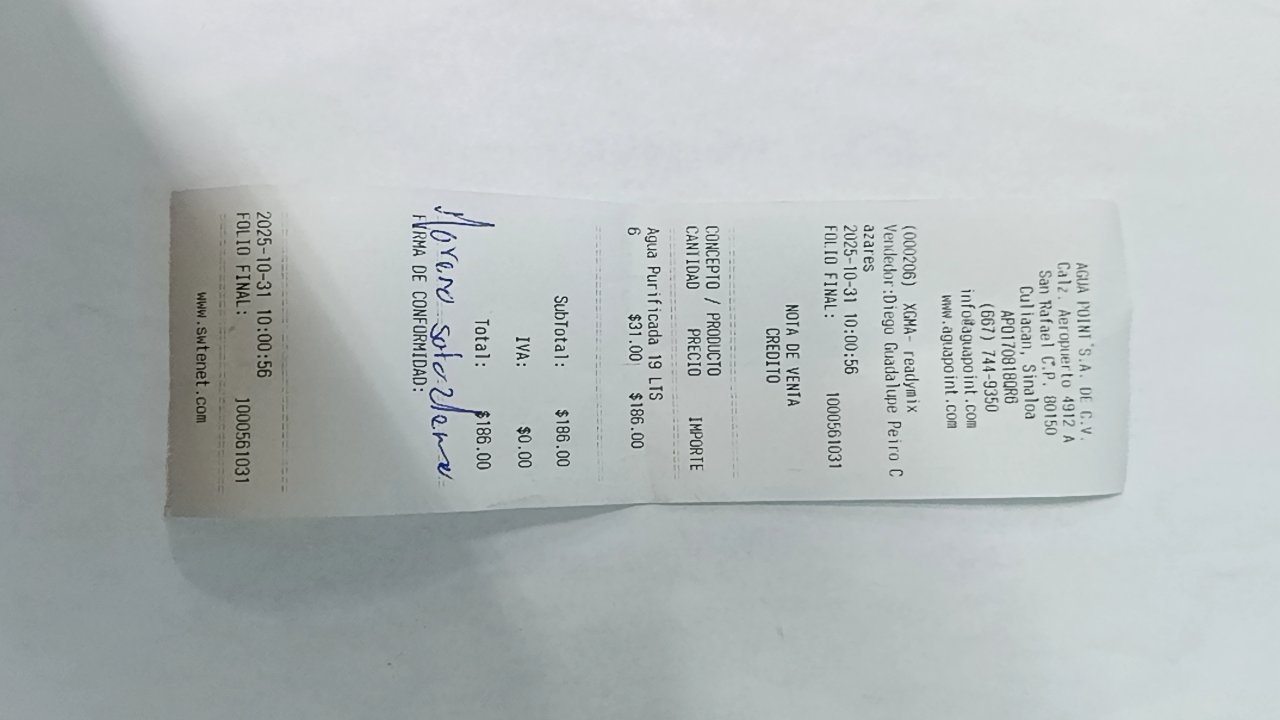 AGUA POINT S.A. DE C.V.
Calz. Aeropuerto 4912 A
San Rafael C.P. 80150
Culiacan, Sinaloa
APO170818QR6
(667) 744-9350
info@aguapoint.com
www.aguapoint.com
(000206) XGMA- readymix
Vendedor:Diego Guadalupe Peiro C
azares
2025-10-31 10:00:56
FOLIO FINAL: 1000561031
NOTA DE VENTA
CREDITO
CONCEPTO / PRODUCTO
CANTIDAD PRECIO IMPORTE
Agua Purificada 19 LTS
6 $31.00 $186.00
SubTotal: $186.00
IVA: $0.00
Total: $186.00
FIRMA DE CONFORMIDAD:
2025-10-31 10:00:56
FOLIO FINAL: 1000561031
www.swtenet.com